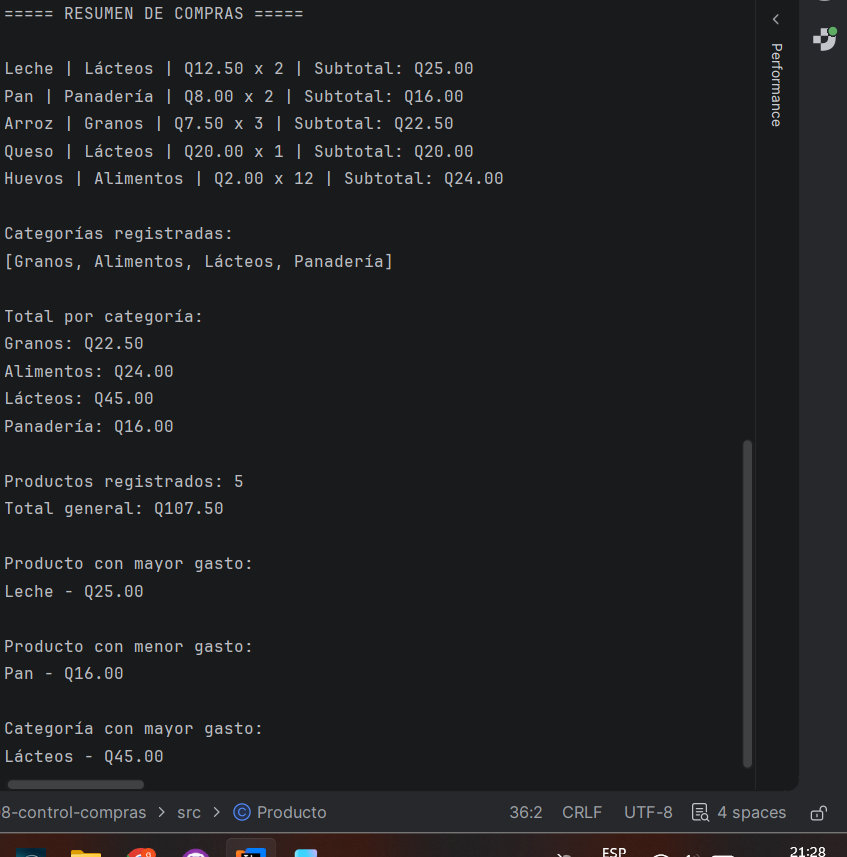 ===== RESUMEN DE COMPRAS =====
Leche | Lácteos | Q12.50 x 2 | Subtotal: Q25.00
Pan | Panadería | Q8.00 x 2 | Subtotal: Q16.00
Arroz | Granos | Q7.50 x 3 | Subtotal: Q22.50
Queso | Lácteos | Q20.00 x 1 | Subtotal: Q20.00
Huevos | Alimentos | Q2.00 x 12 | Subtotal: Q24.00
Categorías registradas:
[Granos, Alimentos, Lácteos, Panadería]
Total por categoría:
Granos: Q22.50
Alimentos: Q24.00
Lácteos: Q45.00
Panadería: Q16.00
Productos registrados: 5
Total general: Q107.50
Producto con mayor gasto:
Leche - Q25.00
Producto con menor gasto:
Pan - Q16.00
Categoría con mayor gasto:
Lácteos - Q45.00
Performance
8-control-compras > src > Producto 36:2 CRLF UTF-8 4 spaces
ESP 21:28